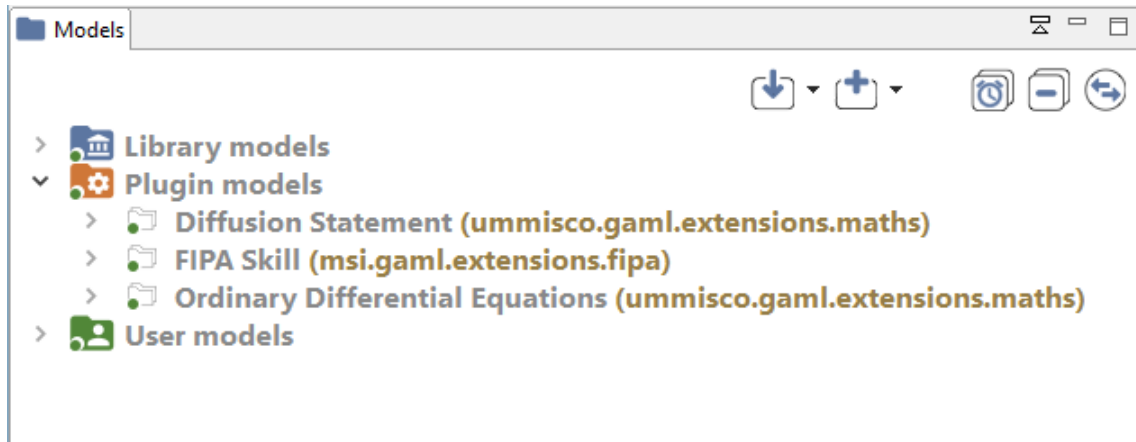 Models
Library models
Plugin models
Diffusion Statement (ummisco.gaml.extensions.maths)
FIPA Skill (msi.gaml.extensions.fipa)
Ordinary Differential Equations (ummisco.gaml.extensions.maths)
User models